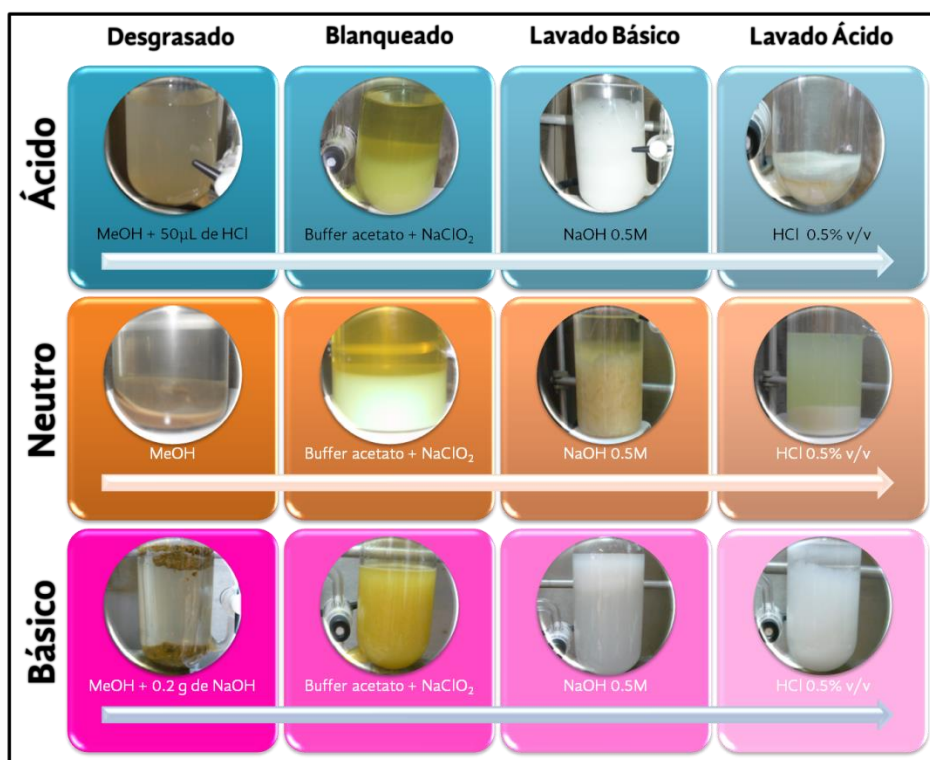 Desgrasado Blanqueado Lavado Básico Lavado Ácido
Ácido
MeOH + 50μL de HCl Buffer acetato + NaClO₂ NaOH 0.5M HCl 0.5% v/v
Neutro
MeOH Buffer acetato + NaClO₂ NaOH 0.5M HCl 0.5% v/v
Básico
MeOH + 0.2 g de NaOH Buffer acetato + NaClO₂ NaOH 0.5M HCl 0.5% v/v